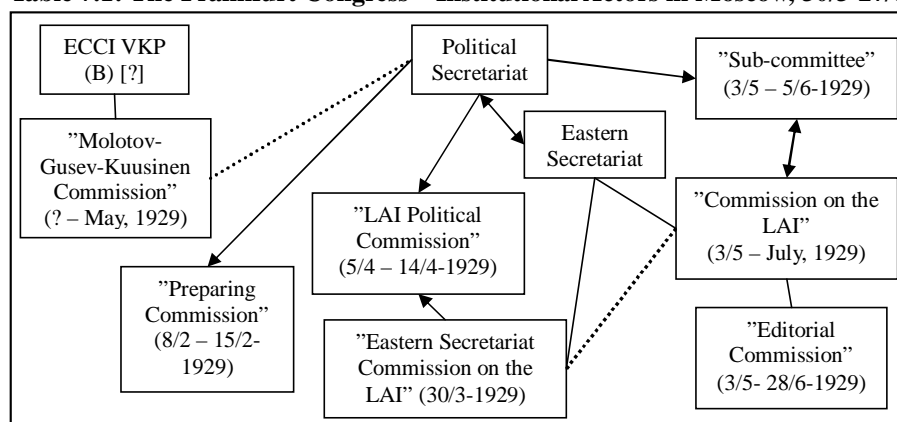 ECCI VKP
(B) [?]
Political
Secretariat
”Sub-committee”
(3/5 – 5/6-1929)
”Molotov-
Gusev-Kuusinen
Commission”
(? – May, 1929)
Eastern
Secretariat
”LAI Political
Commission”
(5/4 – 14/4-1929)
”Commission on the
LAI”
(3/5 – July, 1929)
”Preparing
Commission”
(8/2 – 15/2-
1929)
”Eastern Secretariat
Commission on the
LAI” (30/3-1929)
”Editorial
Commission”
(3/5- 28/6-1929)